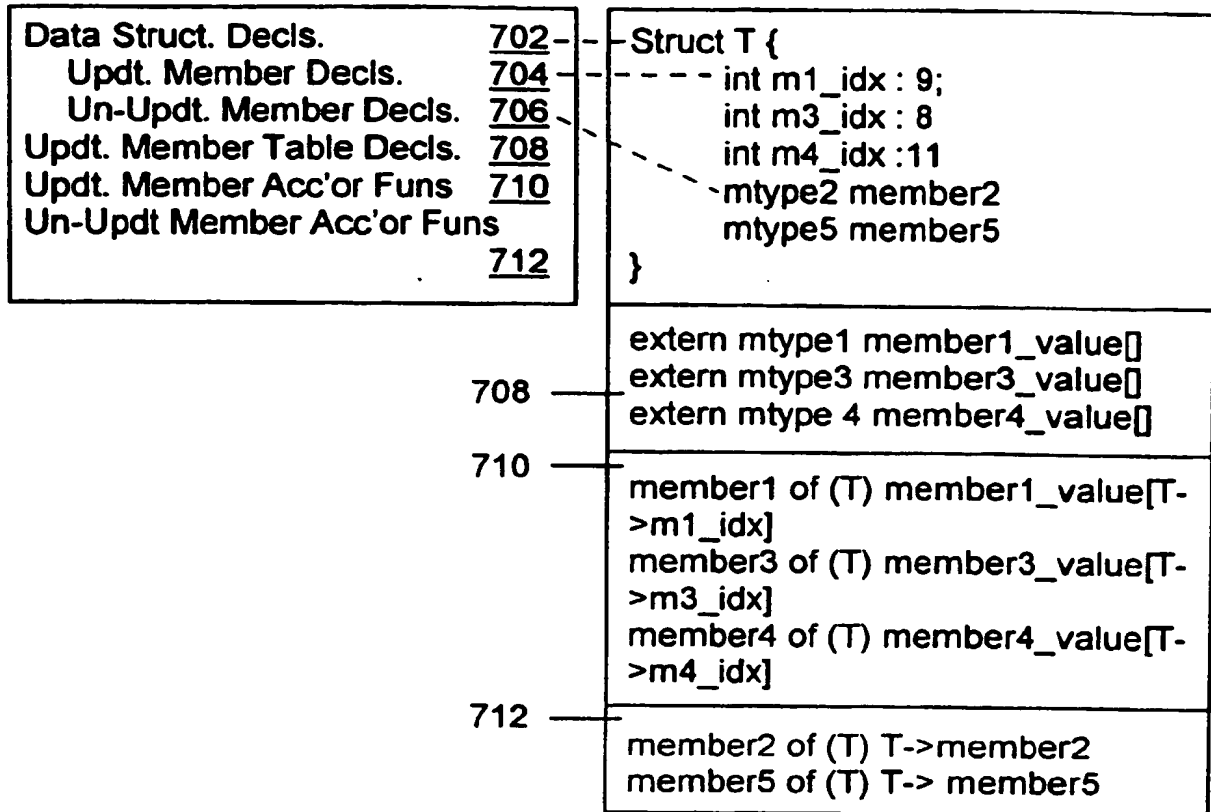 Data Struct. Decls. 702
Updt. Member Decls. 704
Un-Updt. Member Decls. 706
Updt. Member Table Decls. 708
Updt. Member Acc'or Funs 710
Un-Updt Member Acc'or Funs
712
Struct T {
int m1_idx : 9;
int m3_idx : 8
int m4_idx :11
mtype2 member2
mtype5 member5
}
708
extern mtype1 member1_value[]
extern mtype3 member3_value[]
extern mtype 4 member4_value[]
710
member1 of (T) member1_value[T-
>m1_idx]
member3 of (T) member3_value[T-
>m3_idx]
member4 of (T) member4_value[T-
>m4_idx]
712
member2 of (T) T->member2
member5 of (T) T-> member5